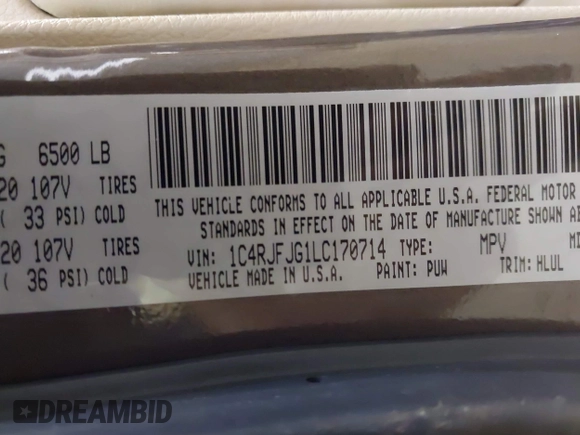 G 6500 LB
20 107V TIRES
( 33 PSI) COLD
20 107V TIRES
( 36 PSI) COLD
THIS VEHICLE CONFORMS TO ALL APPLICABLE U.S.A. FEDERAL MOTOR
STANDARDS IN EFFECT ON THE DATE OF MANUFACTURE SHOWN A
VIN: 1C4RJFJG1LC170714 TYPE: MPV
VEHICLE MADE IN U.S.A. PAINT: PUW TRIM: HLUL
DREAMBID